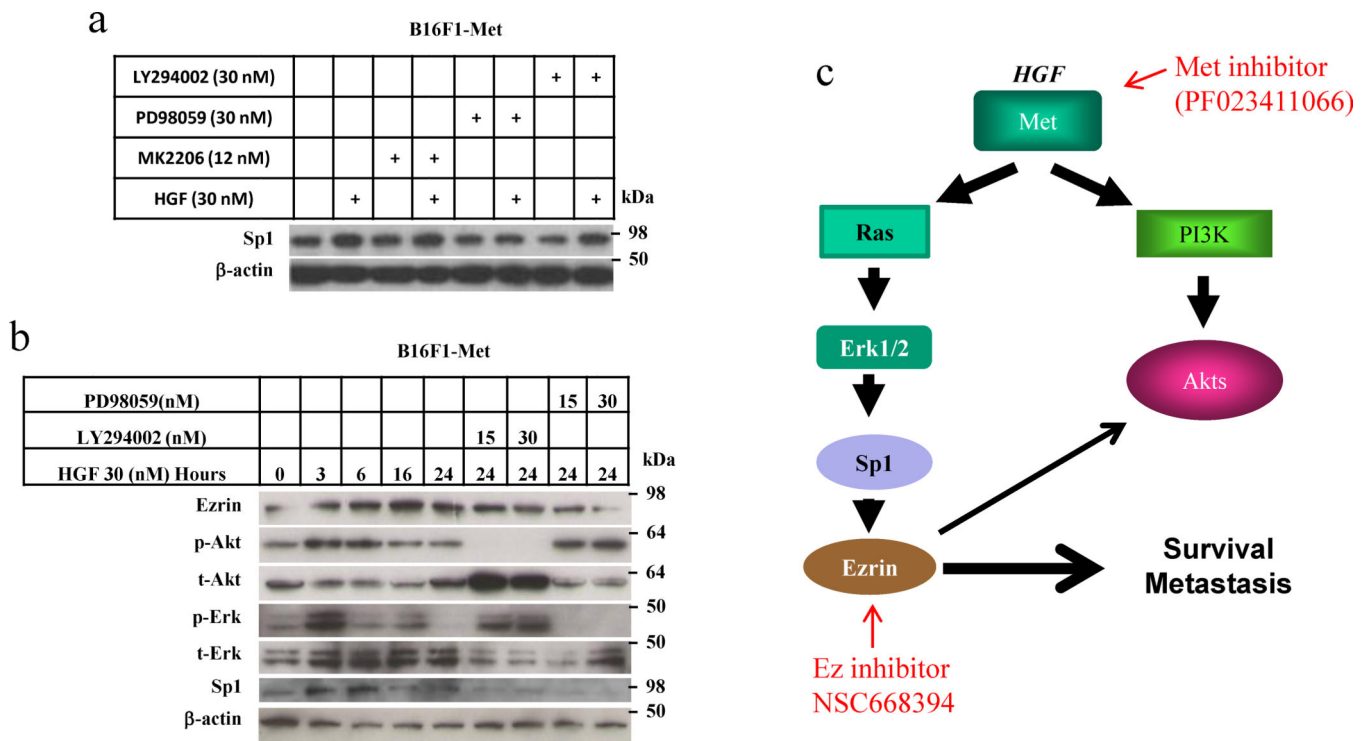 a
B16F1-Met
LY294002 (30 nM) + +
PD98059 (30 nM) + +
MK2206 (12 nM) + +
HGF (30 nM) + + + +
kDa
Sp1
98
β-actin
50
b
B16F1-Met
PD98059(nM) 15 30
LY294002 (nM) 15 30
HGF 30 (nM) Hours 0 3 6 16 24 24 24 24 24
kDa
Ezrin
98
p-Akt
64
t-Akt
64
p-Erk
50
t-Erk
50
Sp1
98
β-actin
50
c
HGF
Met
Met inhibitor
(PF023411066)
Ras
PI3K
Erk1/2
Akts
Sp1
Ezrin
Survival
Metastasis
Ez inhibitor
NSC668394